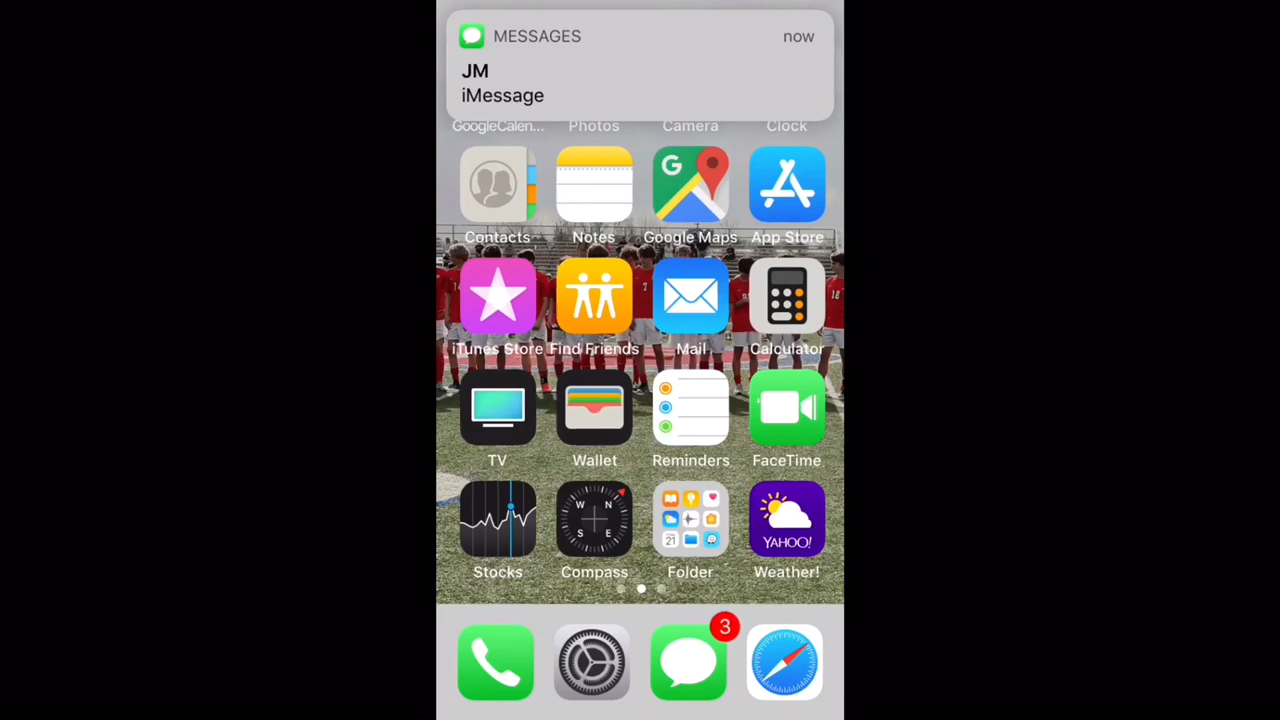 MESSAGES now
JM
iMessage
GoogleCalen... Photos Camera Clock
G
Contacts Notes Google Maps App Store
iTunes Store Find Friends Mail Calculator
TV Wallet Reminders FaceTime
W N
S E
21
YAHOO!
Stocks Compass Folder Weather!
3